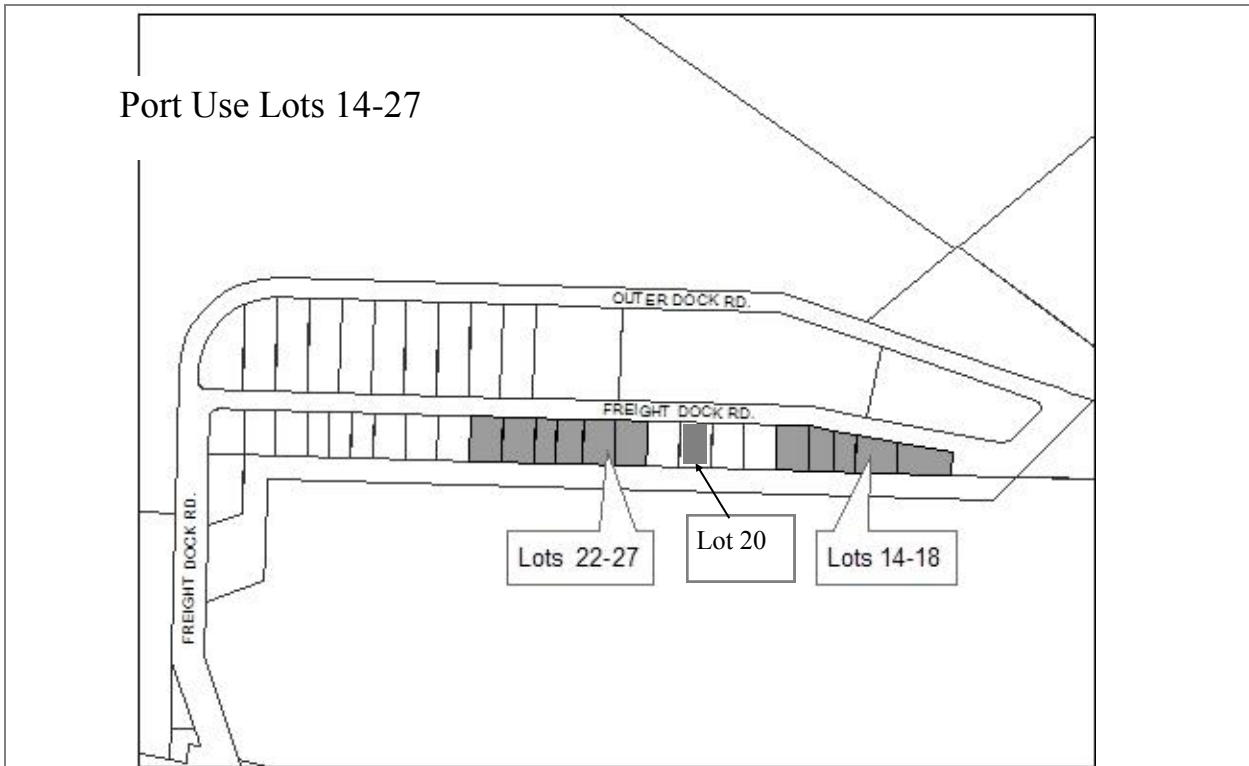 Port Use Lots 14-27
OUTER DOCK RD.
FREIGHT DOCK RD.
Lots 22-27
Lot 20
Lots 14-18
FREIGHT DOCK RD.